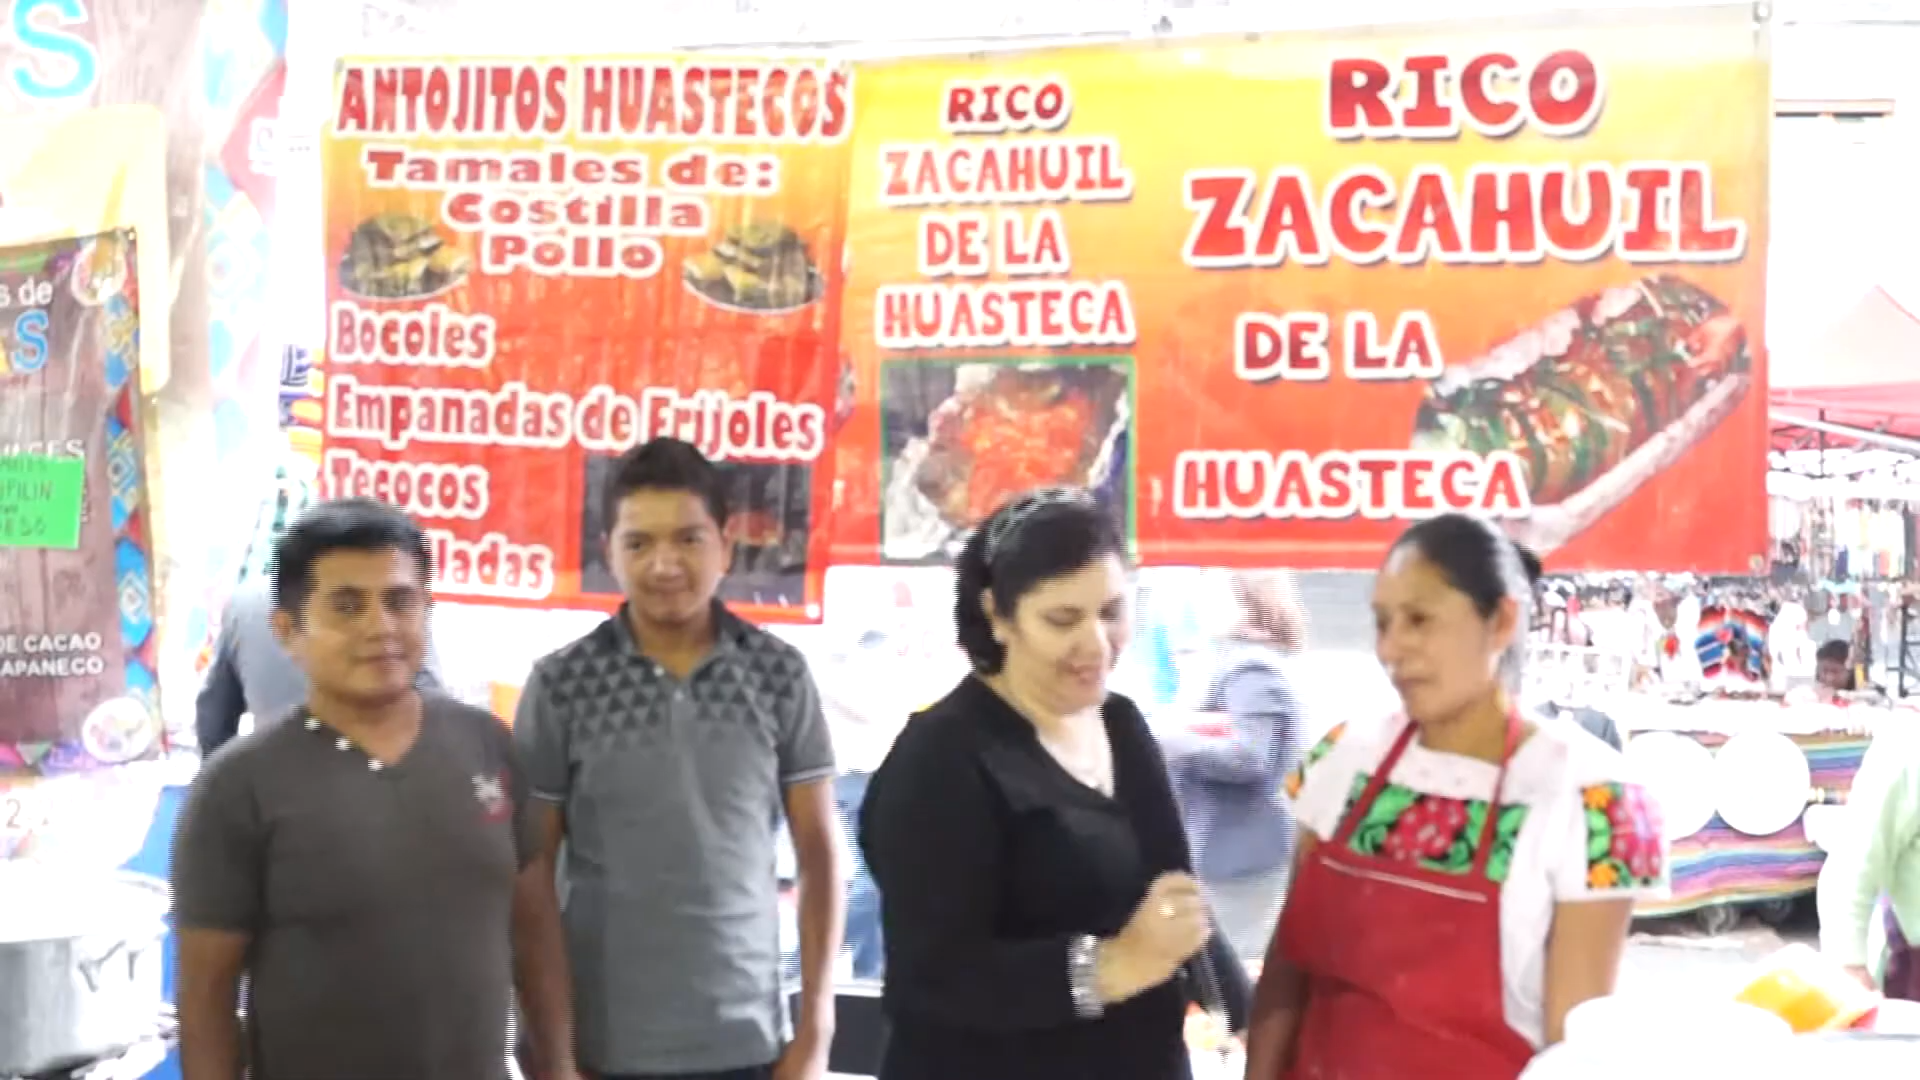 S
ANTOJITOS HUASTECOS
Tamales de:
Costilla
Pollo
Bocoles
Empanadas de Frijoles
Tecocos
RICO
ZACAHUIL
DE LA
HUASTECA
RICO
ZACAHUIL
DE LA
HUASTECA
s de
S
DE CACAO